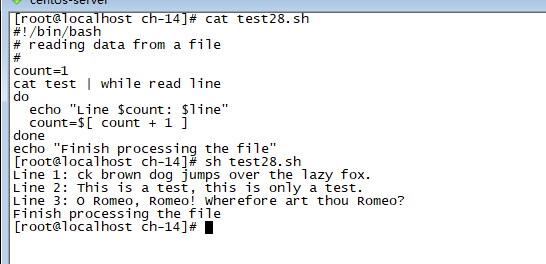 centos-server
[root@localhost ch-14]# cat test28.sh
#!/bin/bash
# reading data from a file
#
count=1
cat test | while read line
do
  echo "Line $count: $line"
  count=$[ count + 1 ]
done
echo "Finish processing the file"
[root@localhost ch-14]# sh test28.sh
Line 1: ck brown dog jumps over the lazy fox.
Line 2: This is a test, this is only a test.
Line 3: O Romeo, Romeo! Wherefore art thou Romeo?
Finish processing the file
[root@localhost ch-14]#